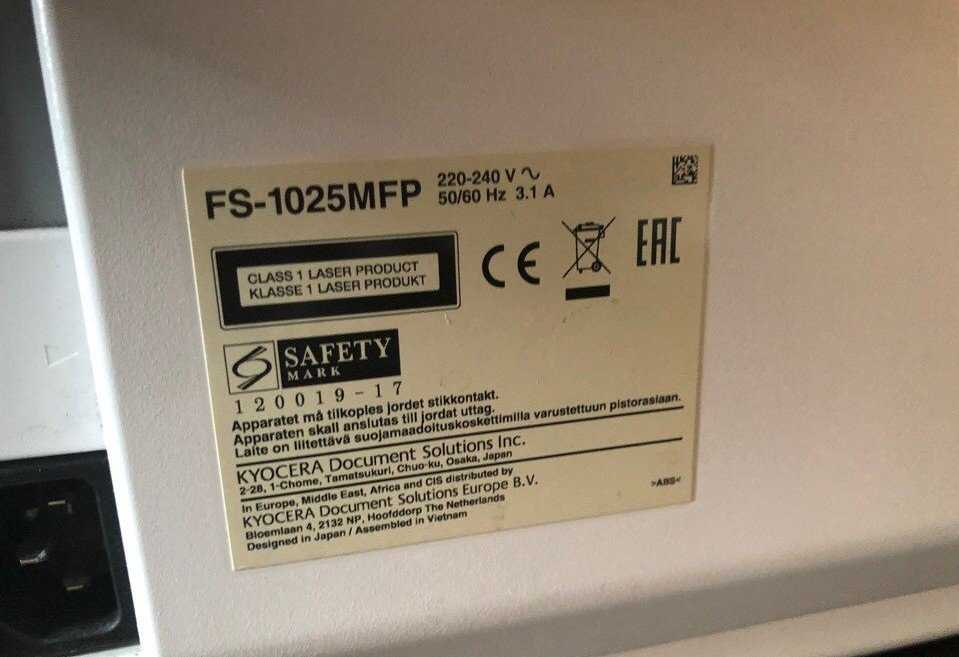 FS-1025MFP
220-240 V ~
50/60 Hz 3.1 A
CLASS 1 LASER PRODUCT
KLASSE 1 LASER PRODUKT
CE
EAC
SAFETY
MARK
120019-17
Apparatet må tilkoples jordet stikkontakt.
Apparaten skall anslutas till jordat uttag.
Laite on liitettävä suojamaadoituskoskettimilla varustettuun pistorasiaan.
KYOCERA Document Solutions Inc.
2-28, 1-Chome, Tamatsukuri, Chuo-ku, Osaka, Japan
In Europe, Middle East, Africa and CIS distributed by
KYOCERA Document Solutions Europe B.V.
Bloemlaan 4, 2132 NP, Hoofddorp The Netherlands
Designed in Japan / Assembled in Vietnam
>ABS<